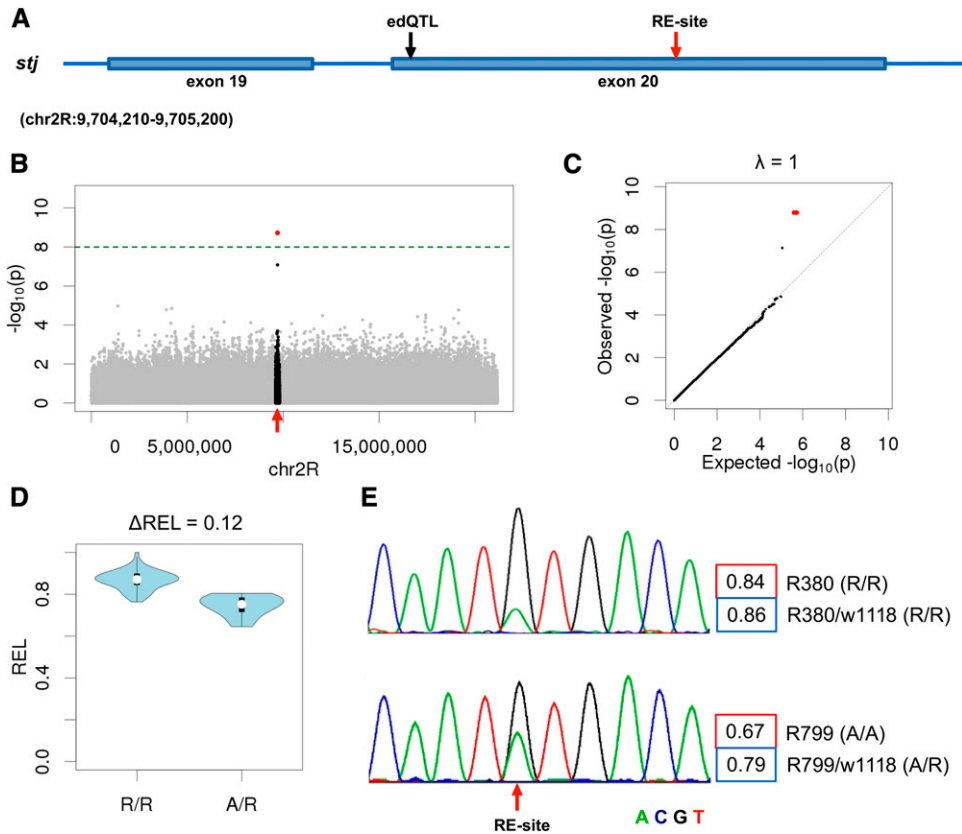 A
edQTL
RE-site
stj
exon 19
exon 20
(chr2R:9,704,210-9,705,200)
B
10
8
6
4
2
0
-log10(p)
0
5,000,000
15,000,000
chr2R
C
λ = 1
10
8
6
4
2
0
Observed -log10(p)
0 2 4 6 8 10
Expected -log10(p)
D
ΔREL = 0.12
0.8
0.4
0.0
REL
R/R
A/R
E
0.84 R380 (R/R)
0.86 R380/w1118 (R/R)
0.67 R799 (A/A)
0.79 R799/w1118 (A/R)
RE-site
A C G T